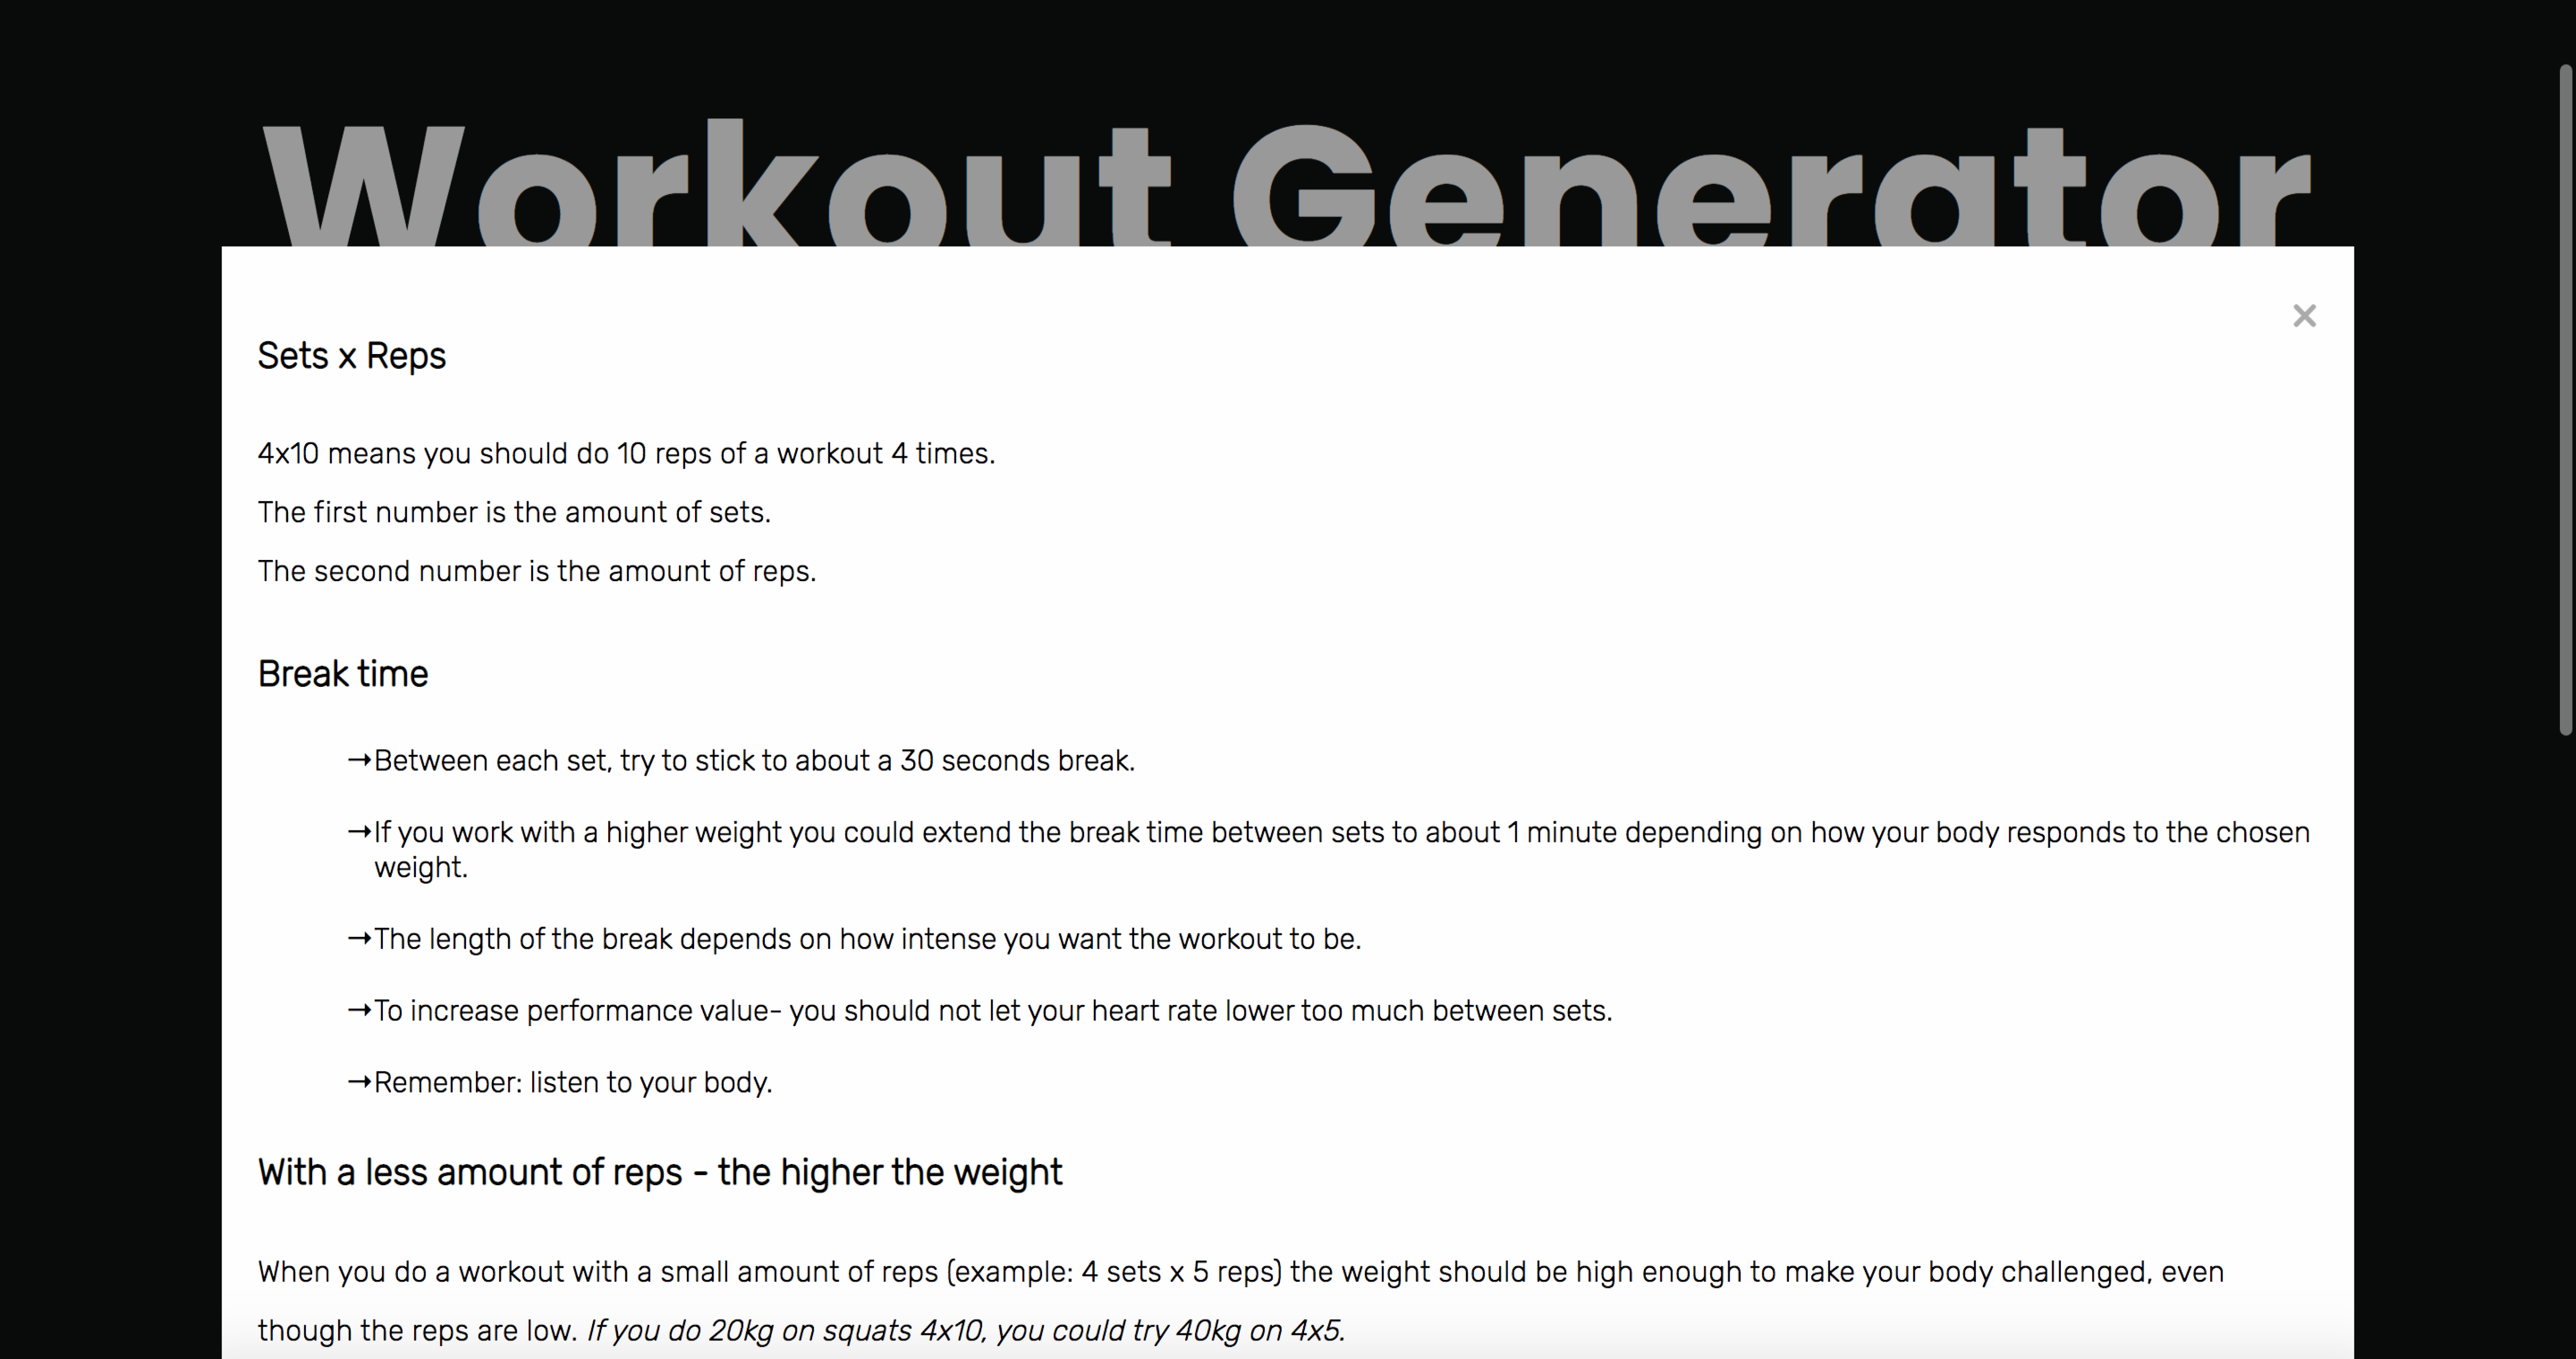 Workout Generator
×
Sets x Reps
4x10 means you should do 10 reps of a workout 4 times.
The first number is the amount of sets.
The second number is the amount of reps.
Break time
→Between each set, try to stick to about a 30 seconds break.
→If you work with a higher weight you could extend the break time between sets to about 1 minute depending on how your body responds to the chosen
weight.
→The length of the break depends on how intense you want the workout to be.
→To increase performance value- you should not let your heart rate lower too much between sets.
→Remember: listen to your body.
With a less amount of reps - the higher the weight
When you do a workout with a small amount of reps (example: 4 sets x 5 reps) the weight should be high enough to make your body challenged, even
though the reps are low. If you do 20kg on squats 4x10, you could try 40kg on 4x5.